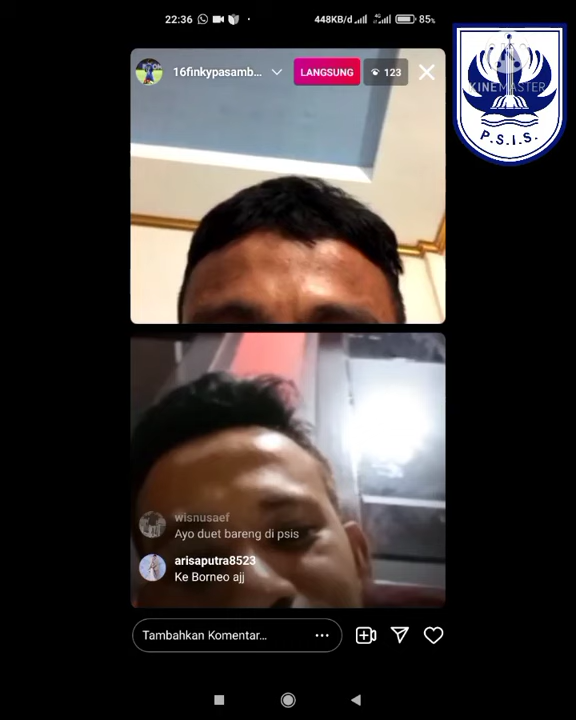 22:36
448KB/d
85%
16finkypasamb...
LANGSUNG
123
KINEMASTER
P.S.I.S.
wisnusaef
Ayo duet bareng di psis
arisaputra8523
Ke Borneo ajj
Tambahkan Komentar...